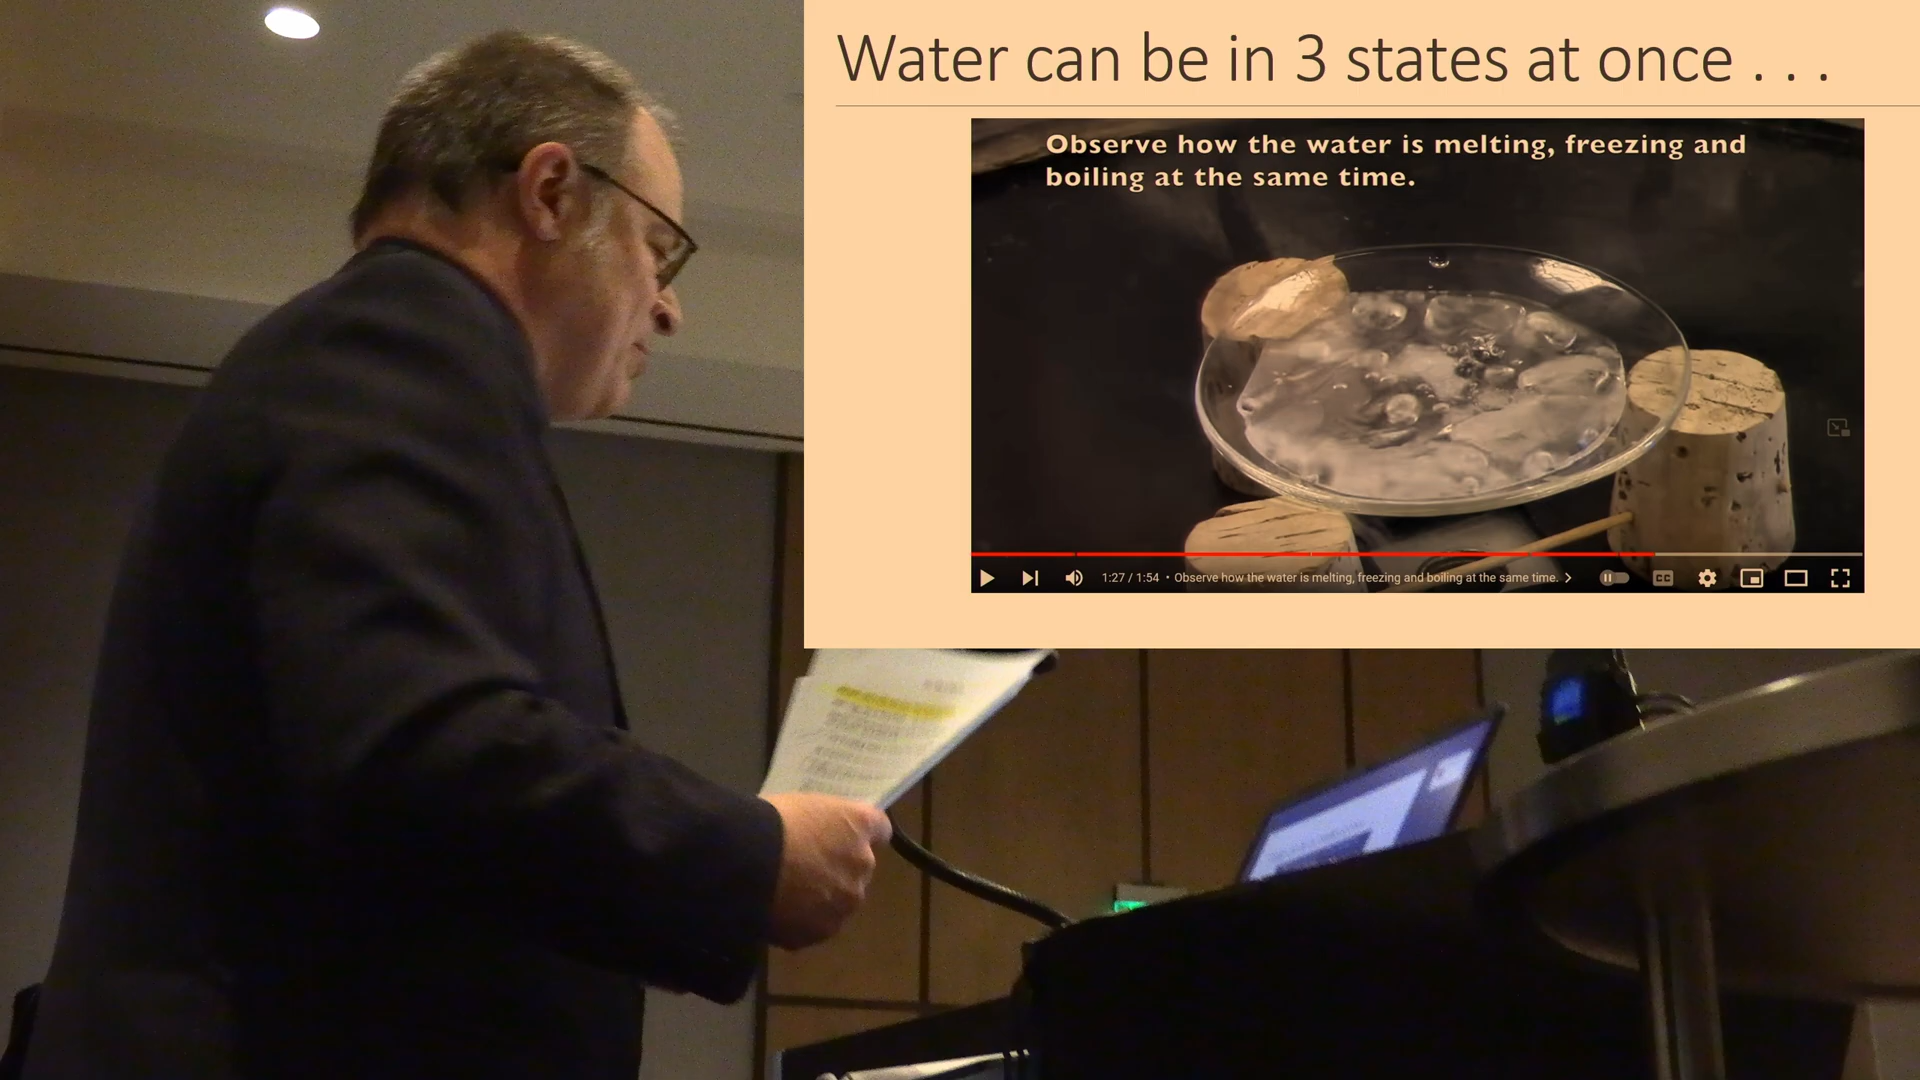 Water can be in 3 states at once . . .
Observe how the water is melting, freezing and
boiling at the same time.
1:27 / 1:54 • Observe how the water is melting, freezing and boiling at the same time.
CC